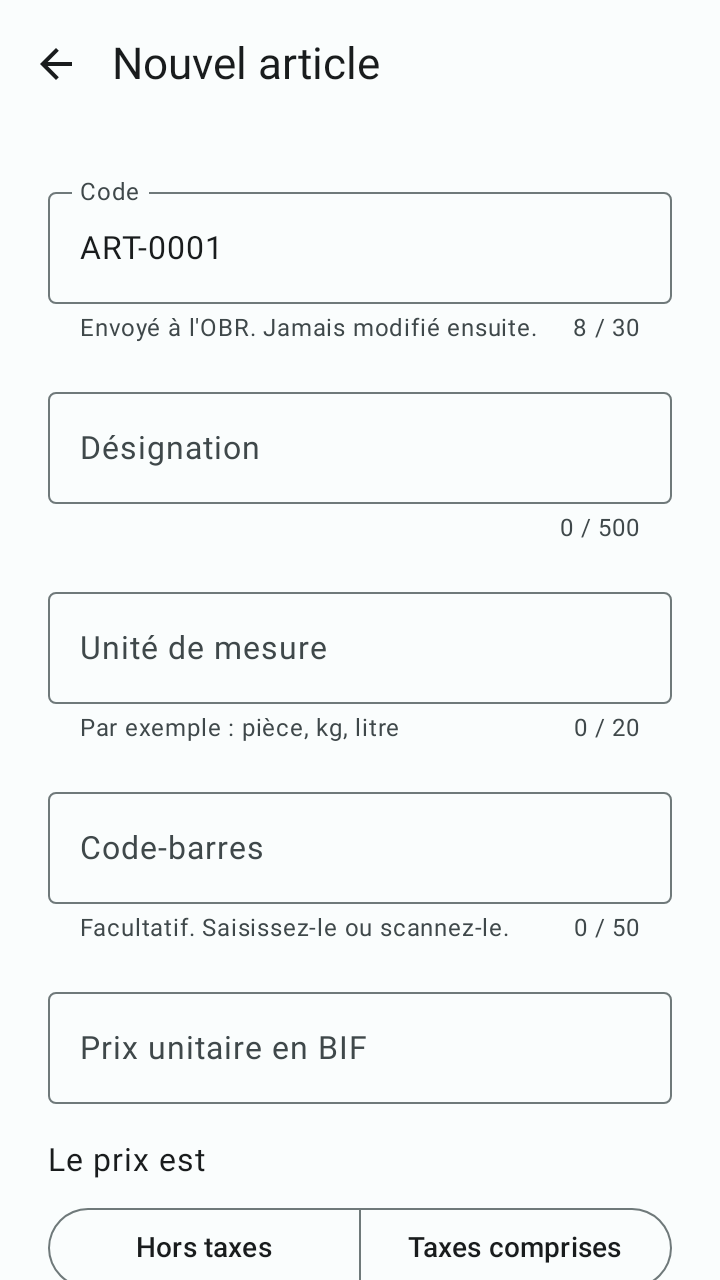 Nouvel article
Code
ART-0001
Envoyé à l'OBR. Jamais modifié ensuite. 8 / 30
Désignation
0 / 500
Unité de mesure
Par exemple : pièce, kg, litre 0 / 20
Code-barres
Facultatif. Saisissez-le ou scannez-le. 0 / 50
Prix unitaire en BIF
Le prix est
Hors taxes Taxes comprises